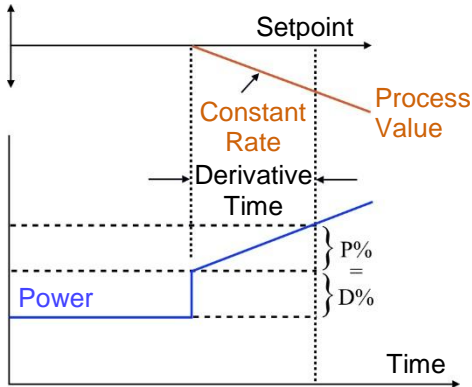 Setpoint
Process
Value
Constant
Rate
Derivative
Time
P%
=
D%
Power
Time